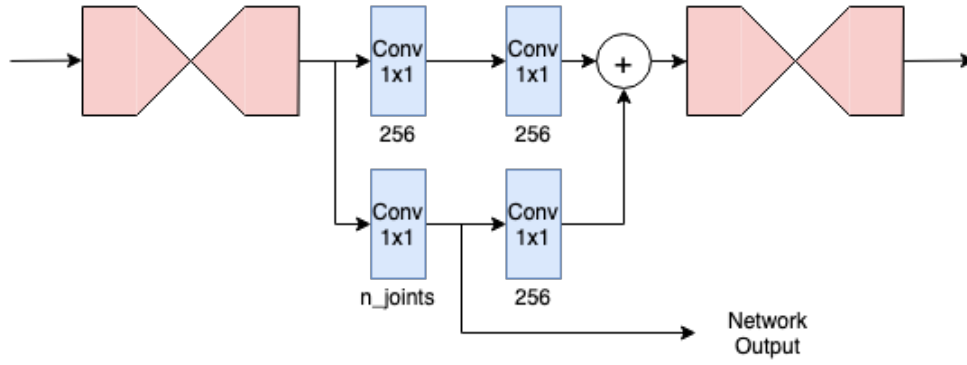 Conv
1x1
256
Conv
1x1
256
+
Conv
1x1
n_joints
Conv
1x1
256
Network
Output